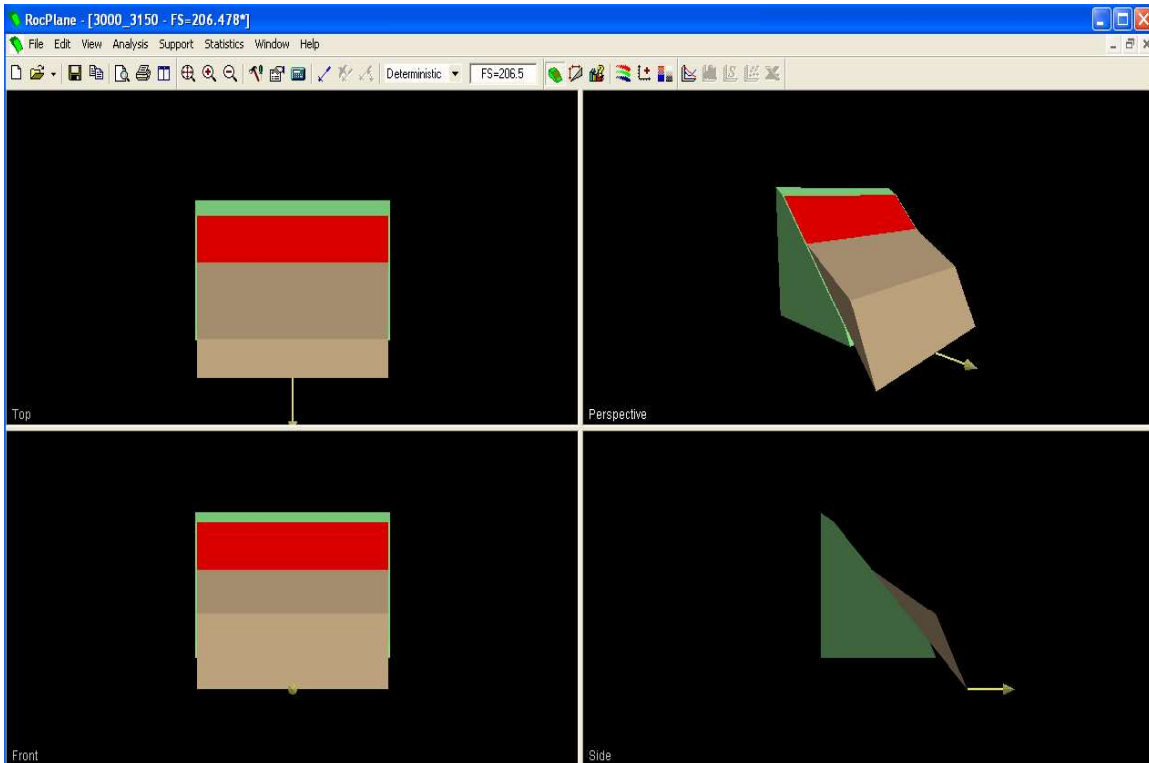 RocPlane - [3000_3150 - FS=206.478*]
File Edit View Analysis Support Statistics Window Help
Deterministic FS=206.5
Top
Perspective
Front
Side